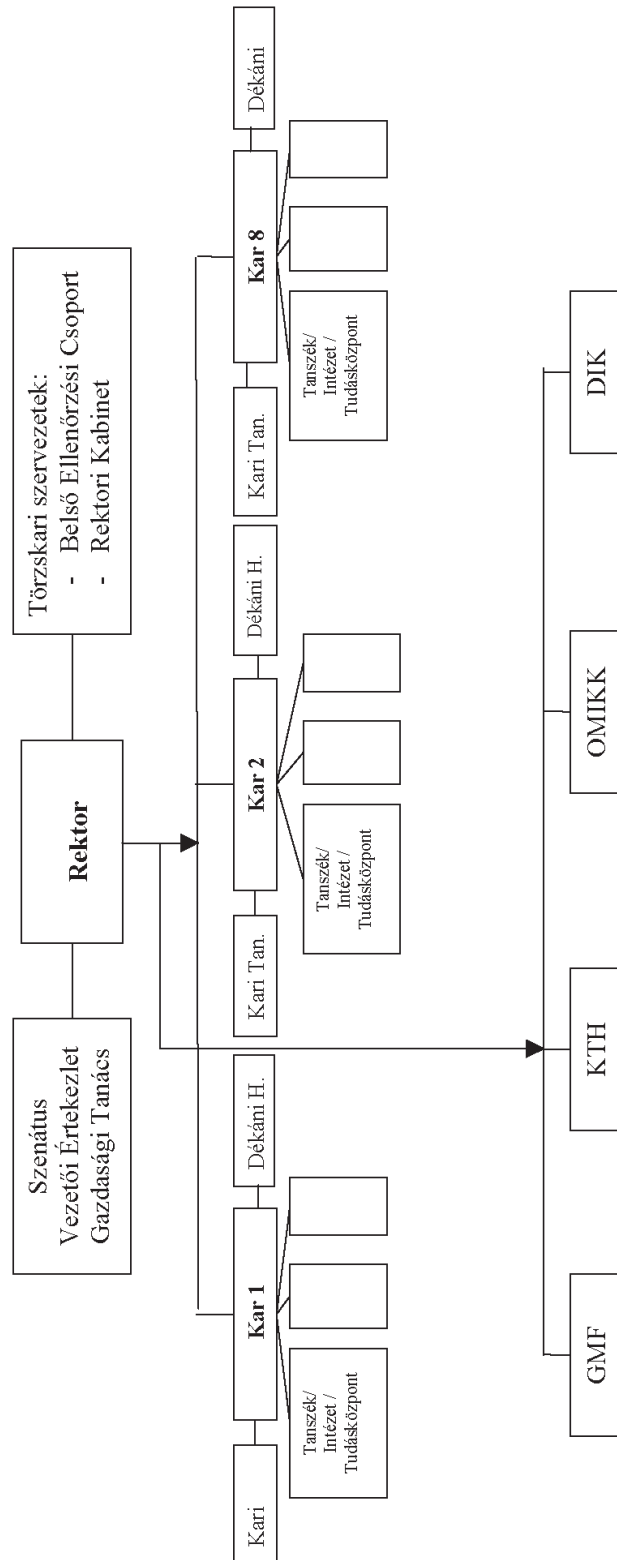 Szenátus
Vezetői Értekezlet
Gazdasági Tanács
Rektor
Törzskari szervezetek:
- Belső Ellenőrzési Csoport
- Rektori Kabinet
Kari
Kar 1
Dékáni H.
Kari Tan.
Kar 2
Dékáni H.
Kari Tan.
Kar 8
Dékáni
Tanszék/
Intézet /
Tudásközpont
Tanszék/
Intézet /
Tudásközpont
Tanszék/
Intézet /
Tudásközpont
GMF
KTH
OMIKK
DIK